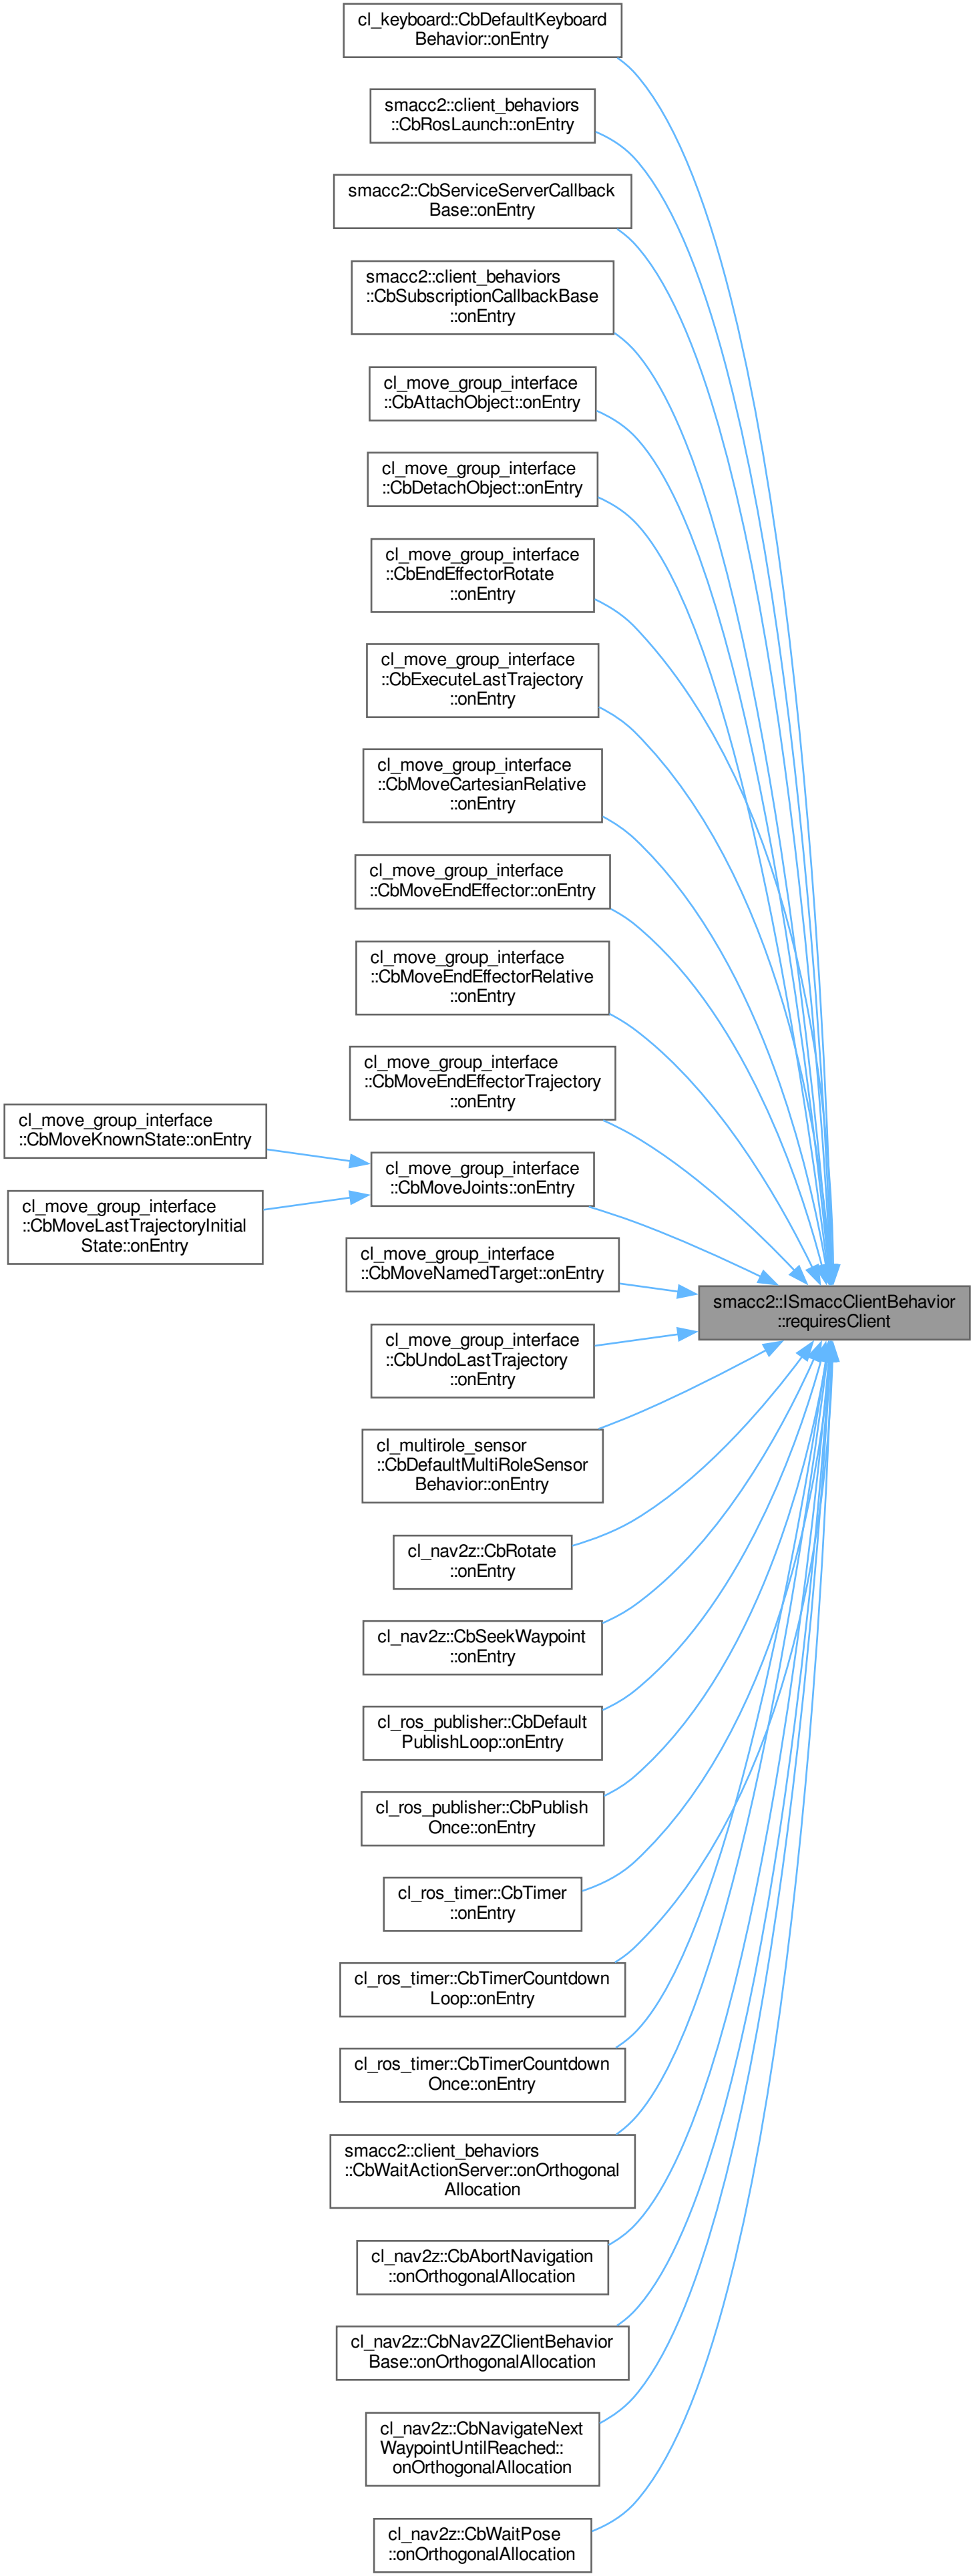 cl_keyboard::CbDefaultKeyboard
Behavior::onEntry
smacc2::client_behaviors
::CbRosLaunch::onEntry
smacc2::CbServiceServerCallback
Base::onEntry
smacc2::client_behaviors
::CbSubscriptionCallbackBase
::onEntry
cl_move_group_interface
::CbAttachObject::onEntry
cl_move_group_interface
::CbDetachObject::onEntry
cl_move_group_interface
::CbEndEffectorRotate
::onEntry
cl_move_group_interface
::CbExecuteLastTrajectory
::onEntry
cl_move_group_interface
::CbMoveCartesianRelative
::onEntry
cl_move_group_interface
::CbMoveEndEffector::onEntry
cl_move_group_interface
::CbMoveEndEffectorRelative
::onEntry
cl_move_group_interface
::CbMoveEndEffectorTrajectory
::onEntry
cl_move_group_interface
::CbMoveKnownState::onEntry
cl_move_group_interface
::CbMoveJoints::onEntry
cl_move_group_interface
::CbMoveLastTrajectoryInitial
State::onEntry
cl_move_group_interface
::CbMoveNamedTarget::onEntry
smacc2::ISmaccClientBehavior
::requiresClient
cl_move_group_interface
::CbUndoLastTrajectory
::onEntry
cl_multirole_sensor
::CbDefaultMultiRoleSensor
Behavior::onEntry
cl_nav2z::CbRotate
::onEntry
cl_nav2z::CbSeekWaypoint
::onEntry
cl_ros_publisher::CbDefault
PublishLoop::onEntry
cl_ros_publisher::CbPublish
Once::onEntry
cl_ros_timer::CbTimer
::onEntry
cl_ros_timer::CbTimerCountdown
Loop::onEntry
cl_ros_timer::CbTimerCountdown
Once::onEntry
smacc2::client_behaviors
::CbWaitActionServer::onOrthogonal
Allocation
cl_nav2z::CbAbortNavigation
::onOrthogonalAllocation
cl_nav2z::CbNav2ZClientBehavior
Base::onOrthogonalAllocation
cl_nav2z::CbNavigateNext
WaypointUntilReached::
onOrthogonalAllocation
cl_nav2z::CbWaitPose
::onOrthogonalAllocation